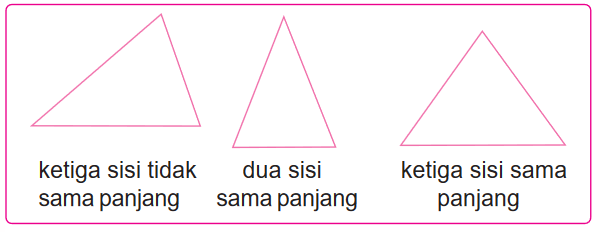 ketiga sisi tidak
sama panjang
dua sisi
sama panjang
ketiga sisi sama
panjang